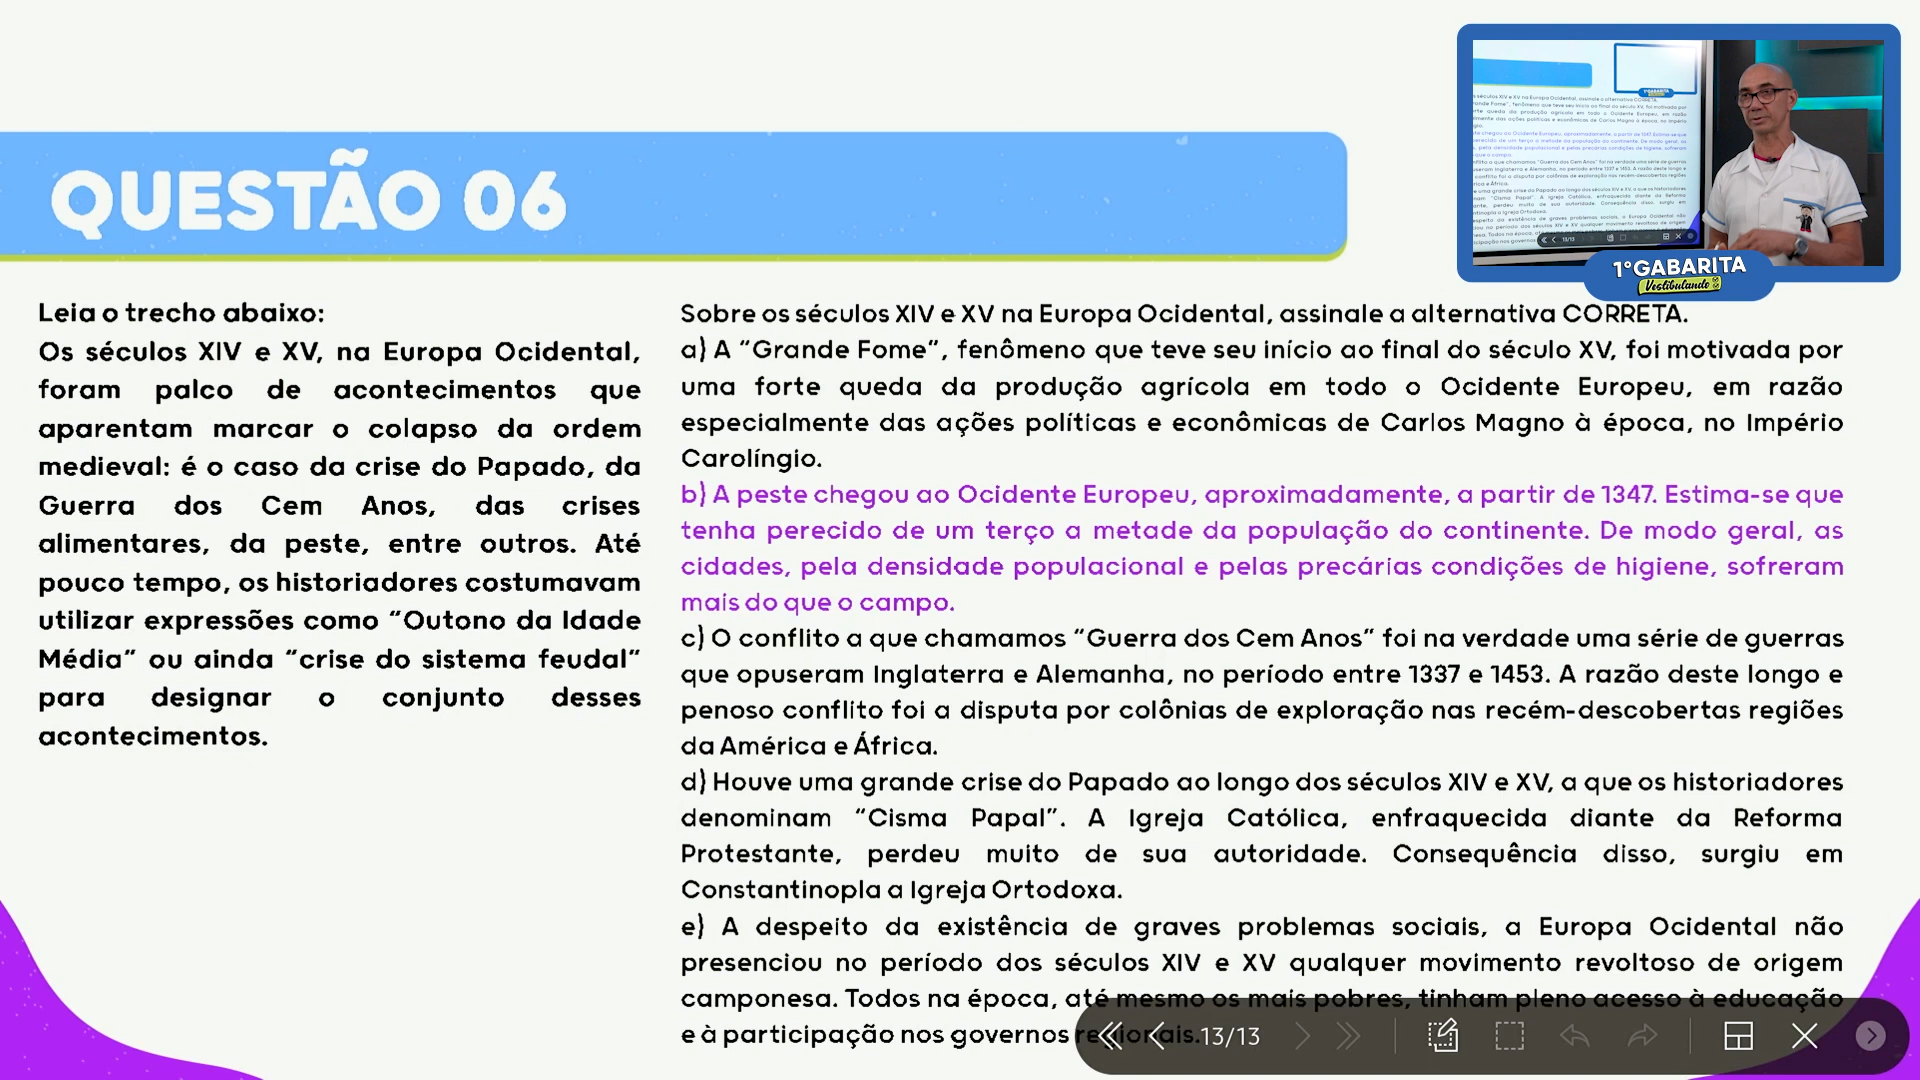 QUESTÃO 06
1°GABARITA
Vestibulando
Leia o trecho abaixo:
Os séculos XIV e XV, na Europa Ocidental,
foram palco de acontecimentos que
aparentam marcar o colapso da ordem
medieval: é o caso da crise do Papado, da
Guerra dos Cem Anos, das crises
alimentares, da peste, entre outros. Até
pouco tempo, os historiadores costumavam
utilizar expressões como “Outono da Idade
Média” ou ainda “crise do sistema feudal”
para designar o conjunto desses
acontecimentos.
Sobre os séculos XIV e XV na Europa Ocidental, assinale a alternativa CORRETA.
a) A “Grande Fome”, fenômeno que teve seu início ao final do século XV, foi motivada por
uma forte queda da produção agrícola em todo o Ocidente Europeu, em razão
especialmente das ações políticas e econômicas de Carlos Magno à época, no Império
Carolíngio.
b) A peste chegou ao Ocidente Europeu, aproximadamente, a partir de 1347. Estima-se que
tenha perecido de um terço a metade da população do continente. De modo geral, as
cidades, pela densidade populacional e pelas precárias condições de higiene, sofreram
mais do que o campo.
c) O conflito a que chamamos “Guerra dos Cem Anos” foi na verdade uma série de guerras
que opuseram Inglaterra e Alemanha, no período entre 1337 e 1453. A razão deste longo e
penoso conflito foi a disputa por colônias de exploração nas recém-descobertas regiões
da América e África.
d) Houve uma grande crise do Papado ao longo dos séculos XIV e XV, a que os historiadores
denominam “Cisma Papal”. A Igreja Católica, enfraquecida diante da Reforma
Protestante, perdeu muito de sua autoridade. Consequência disso, surgiu em
Constantinopla a Igreja Ortodoxa.
e) A despeito da existência de graves problemas sociais, a Europa Ocidental não
presenciou no período dos séculos XIV e XV qualquer movimento revoltoso de origem
camponesa. Todos na época, até mesmo os mais pobres, tinham pleno acesso à educação
e à participação nos governos regionais.
13/13